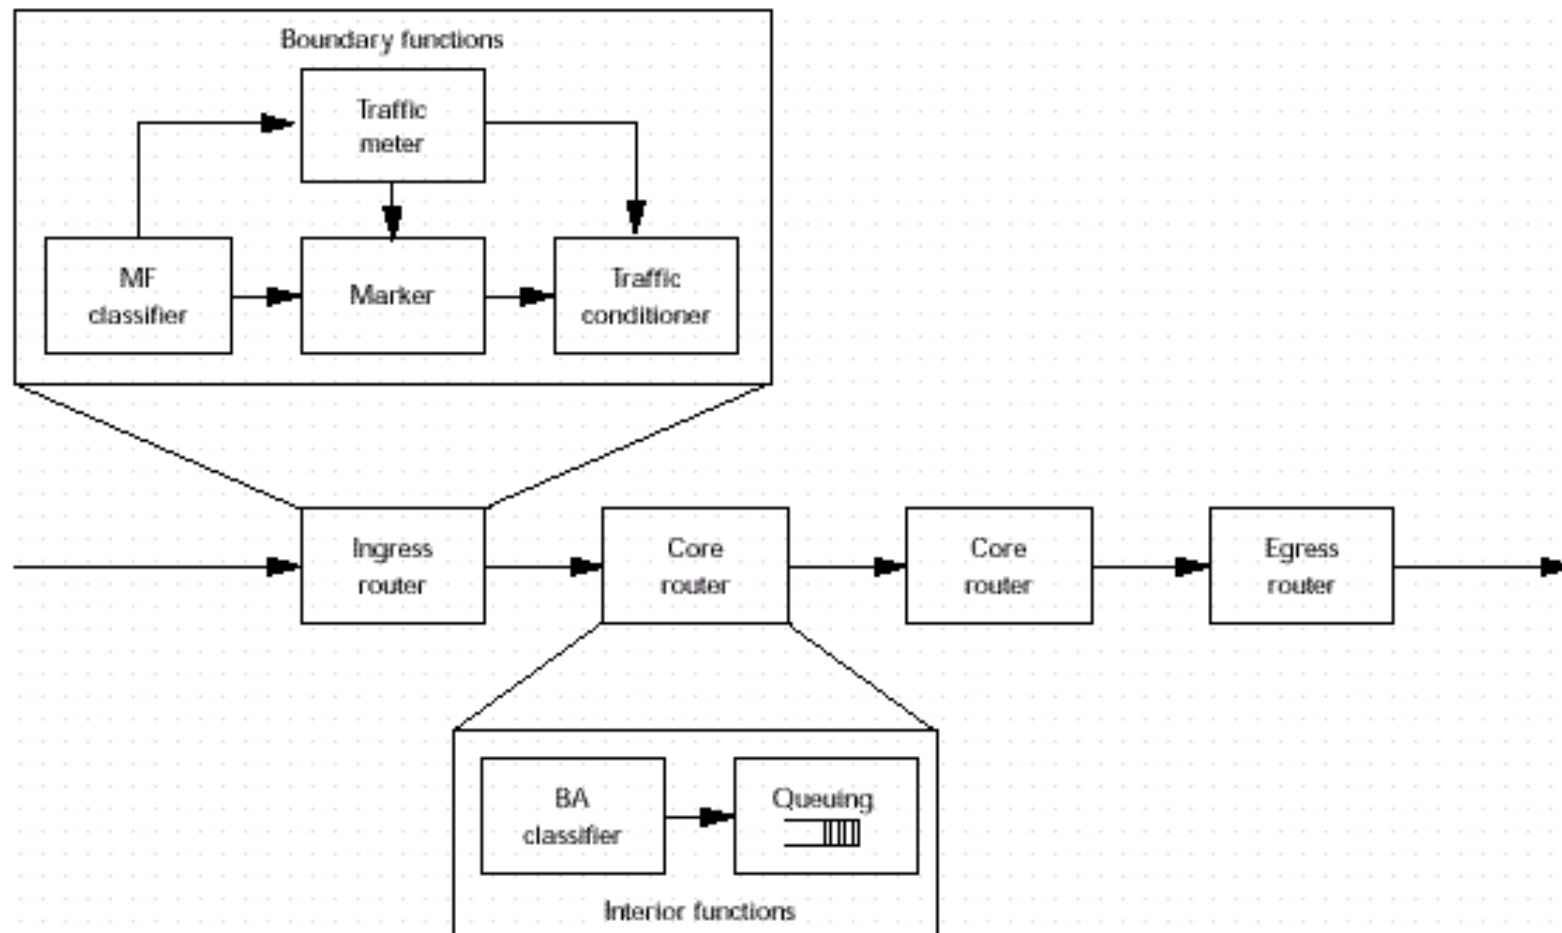 Boundary functions
Traffic
meter
MF
classifier
Marker
Traffic
conditioner
Ingress
router
Core
router
Core
router
Egress
router
BA
classifier
Queuing
Interior functions